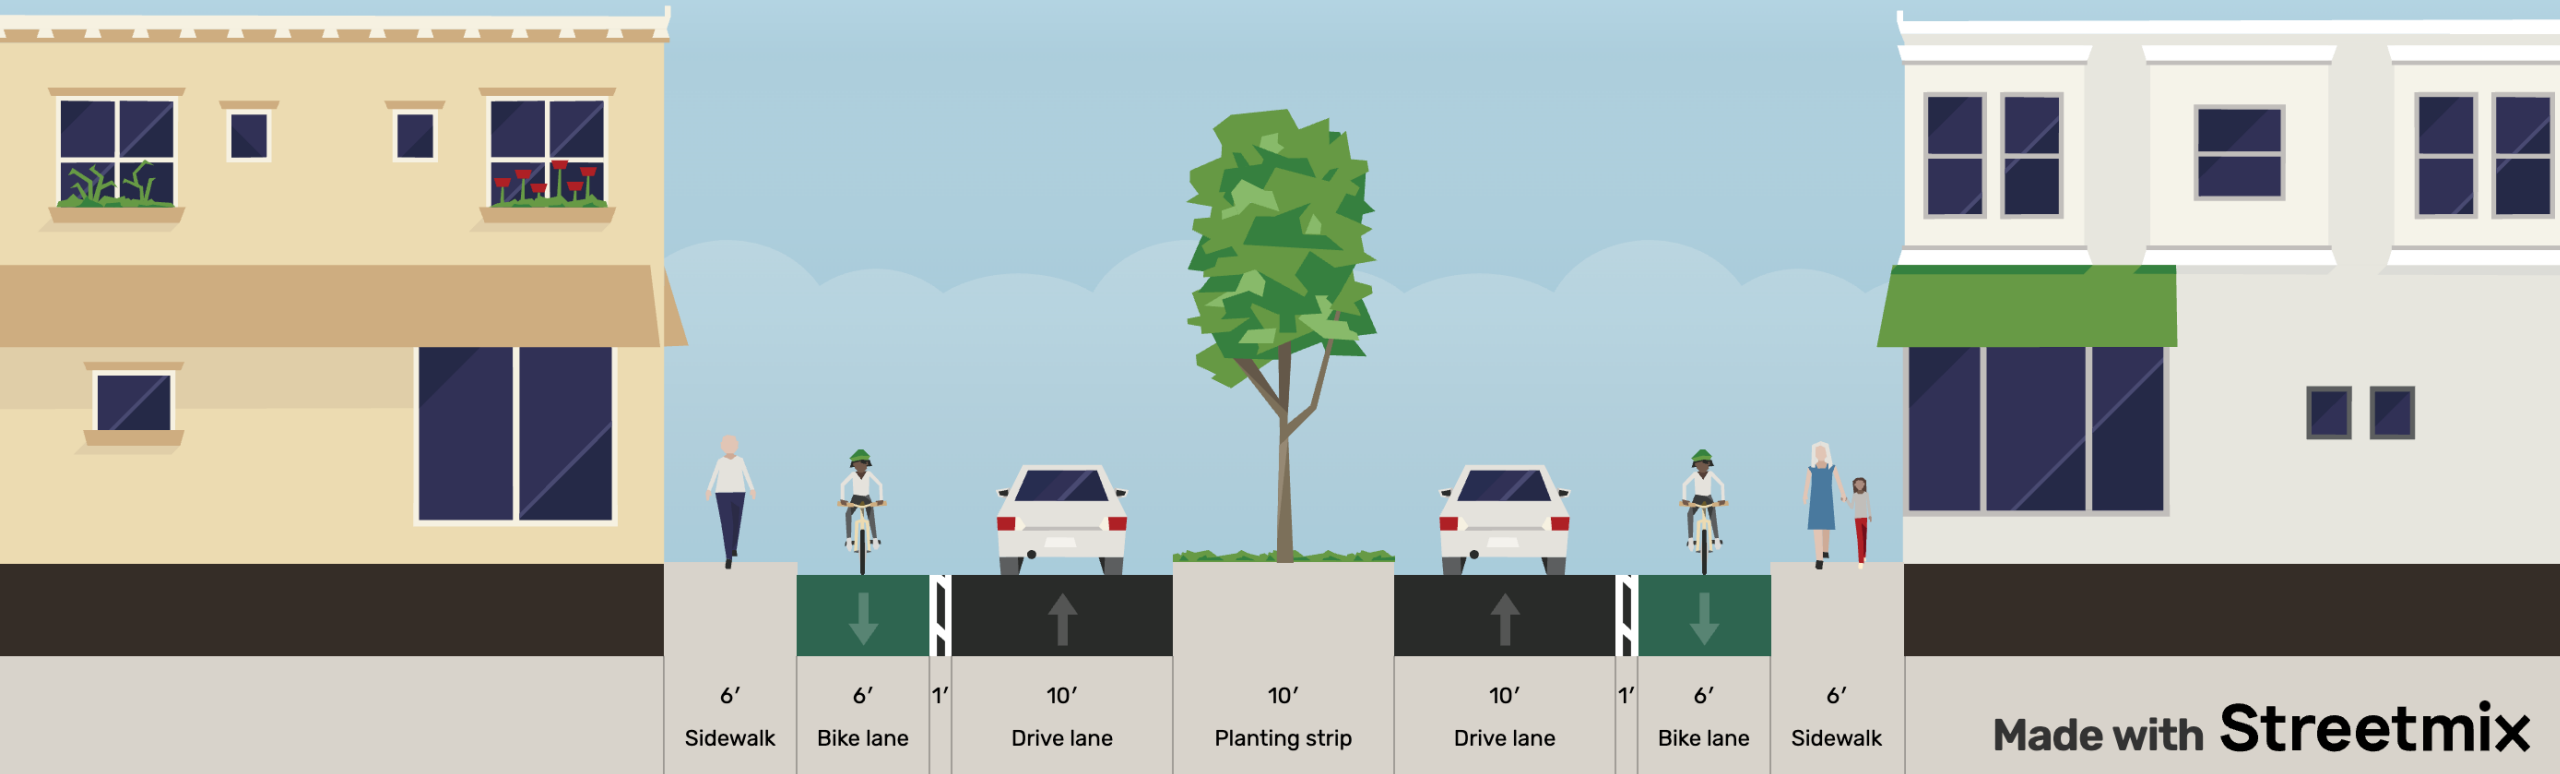 6′ 6′ 1′ 10′ 10′ 10′ 1′ 6′ 6′
Sidewalk Bike lane Drive lane Planting strip Drive lane Bike lane Sidewalk
Made with Streetmix